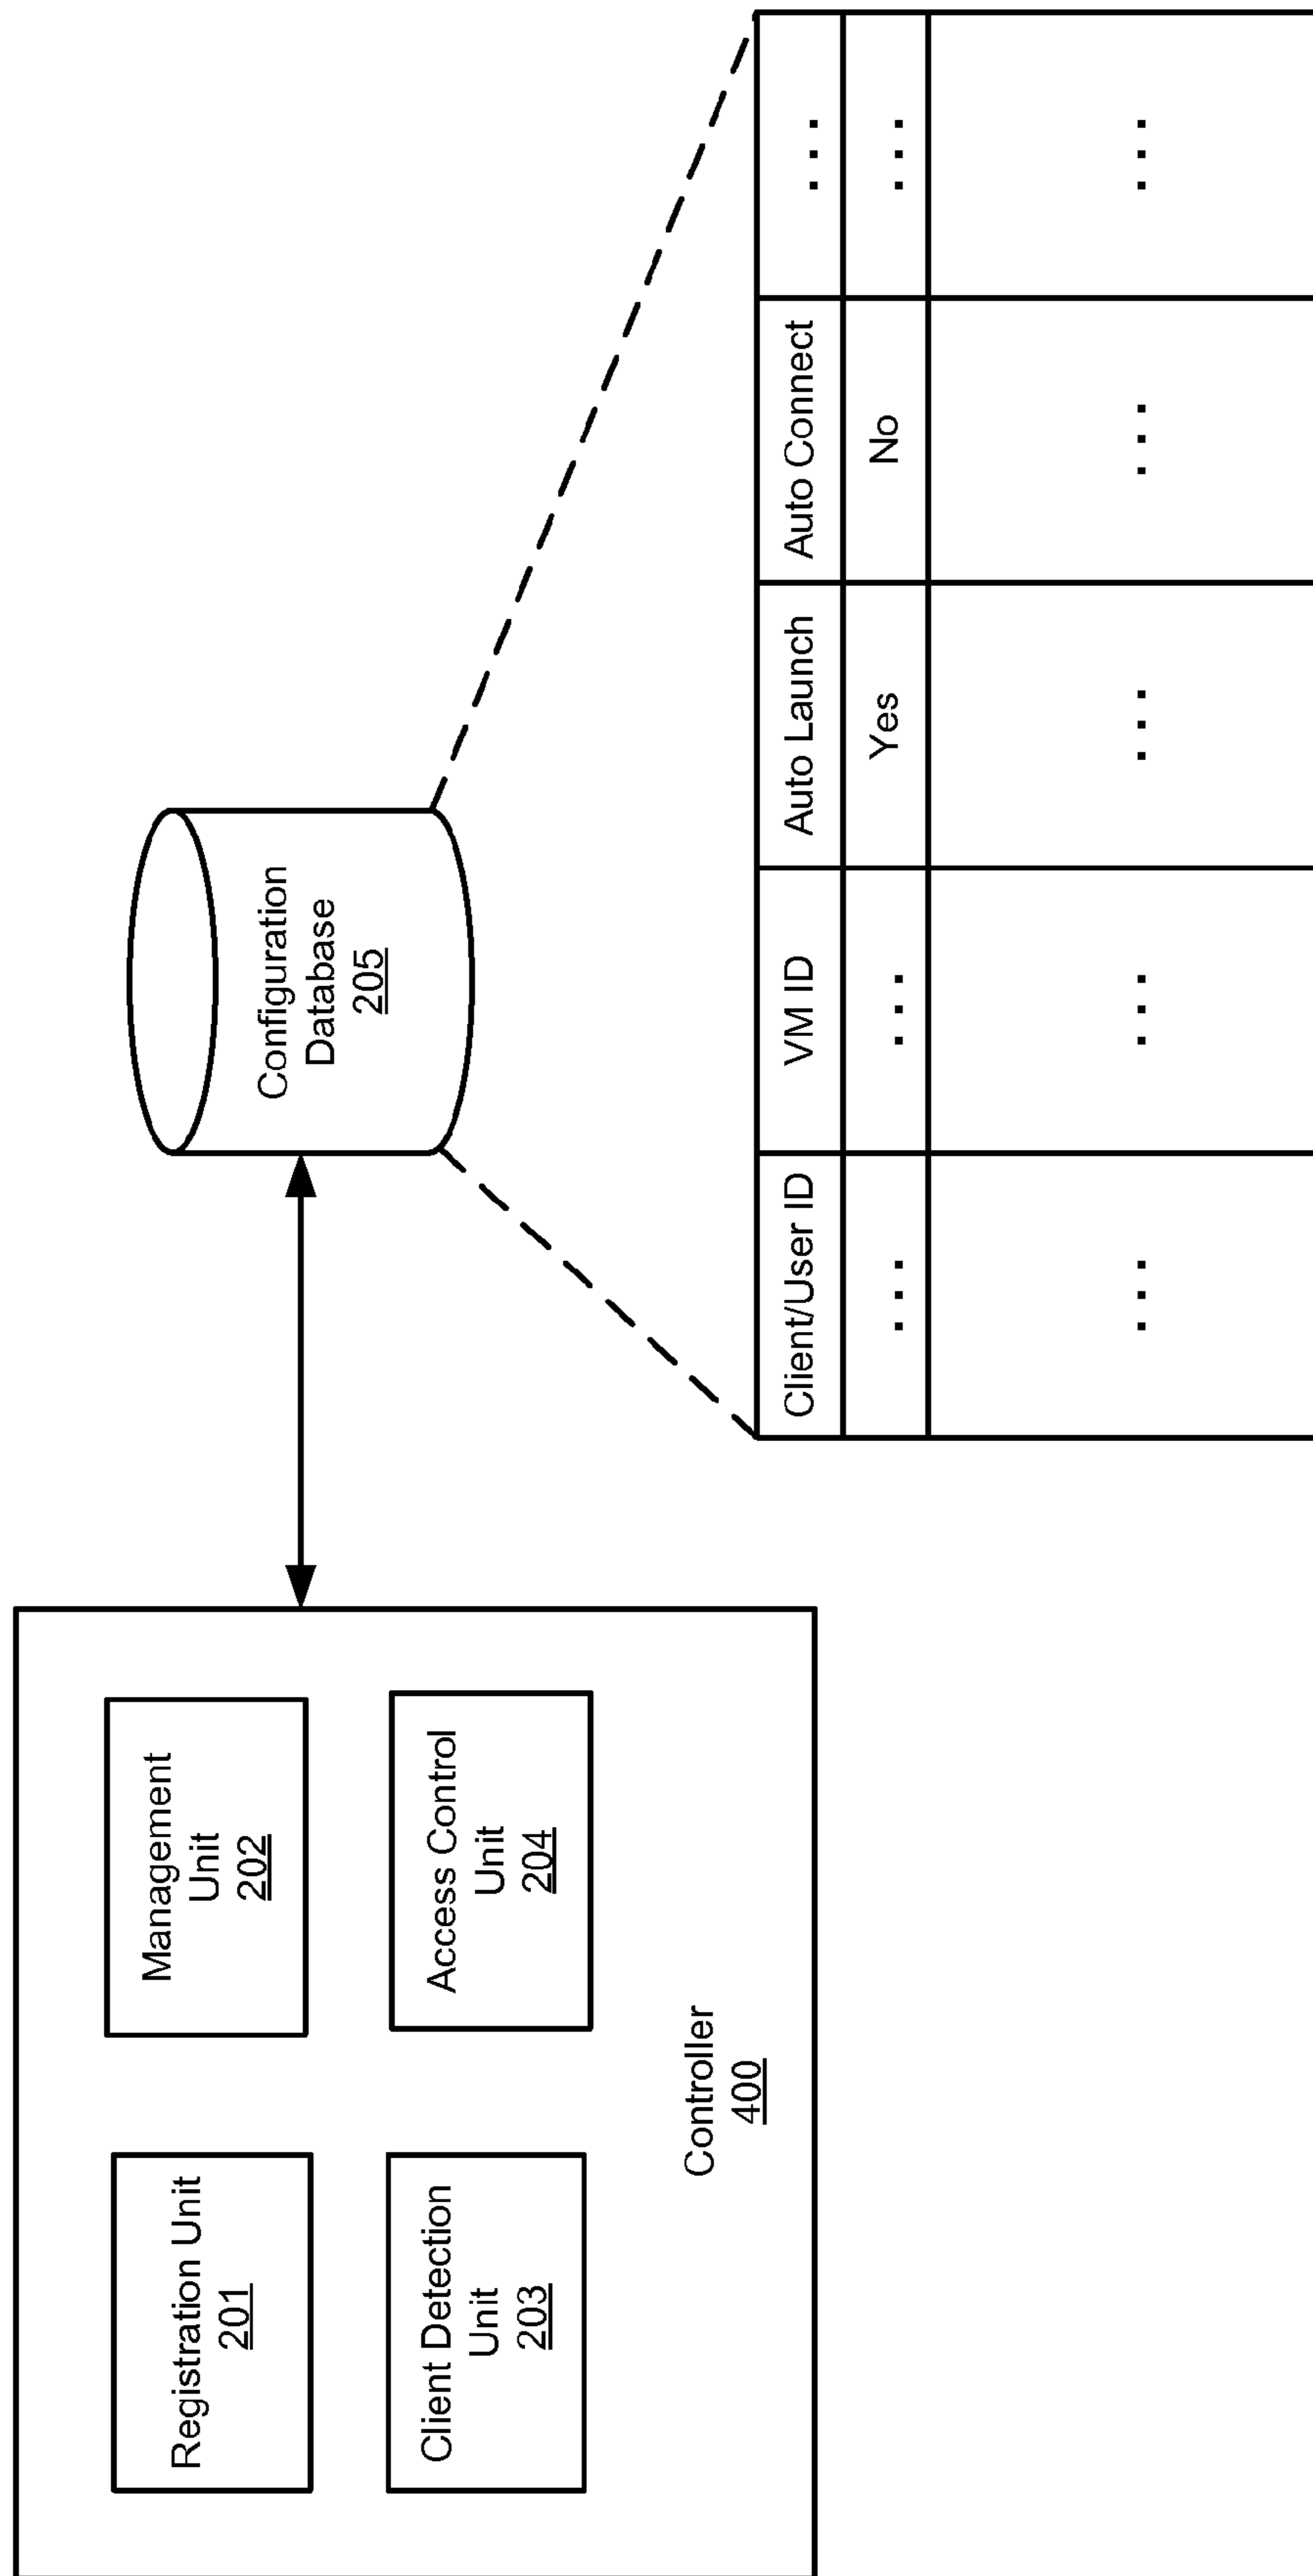 Registration Unit
201
Management
Unit
202
Client Detection
Unit
203
Access Control
Unit
204
Controller
400
Configuration
Database
205
Client/User ID
VM ID
Auto Launch
Auto Connect
...
...
...
Yes
No
...
...
...
...
...
...